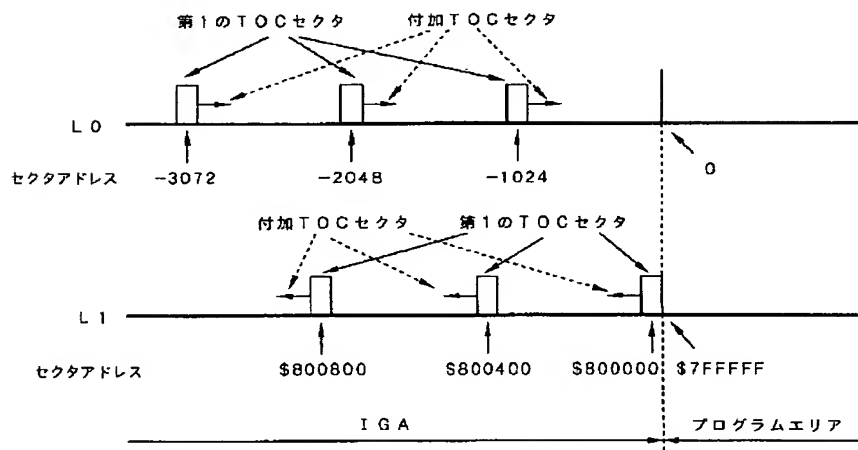 第1のTOCセクタ 付加TOCセクタ
L0
0
セクタアドレス -3072 -2048 -1024
付加TOCセクタ 第1のTOCセクタ
L1
セクタアドレス $800800 $800400 $800000 $7FFFFF
IGA プログラムエリア